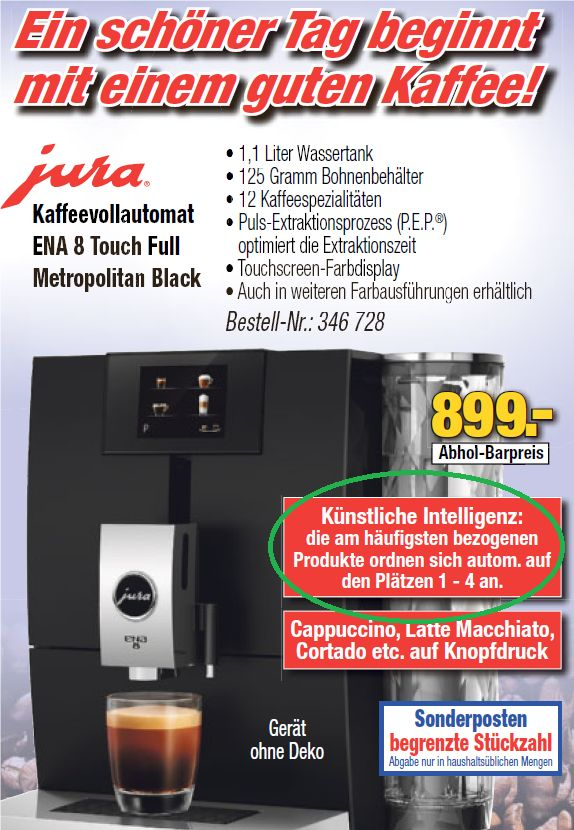 Ein schöner Tag beginnt
mit einem guten Kaffee!
jura®
Kaffeevollautomat
ENA 8 Touch Full
Metropolitan Black
• 1,1 Liter Wassertank
• 125 Gramm Bohnenbehälter
• 12 Kaffeespezialitäten
• Puls-Extraktionsprozess (P.E.P.®)
optimiert die Extraktionszeit
• Touchscreen-Farbdisplay
• Auch in weiteren Farbausführungen erhältlich
Bestell-Nr.: 346 728
P
899.-
Abhol-Barpreis
Künstliche Intelligenz:
die am häufigsten bezogenen
Produkte ordnen sich autom. auf
den Plätzen 1 - 4 an.
jura
ena
8
Cappuccino, Latte Macchiato,
Cortado etc. auf Knopfdruck
Gerät
ohne Deko
Sonderposten
begrenzte Stückzahl
Abgabe nur in haushaltsüblichen Mengen